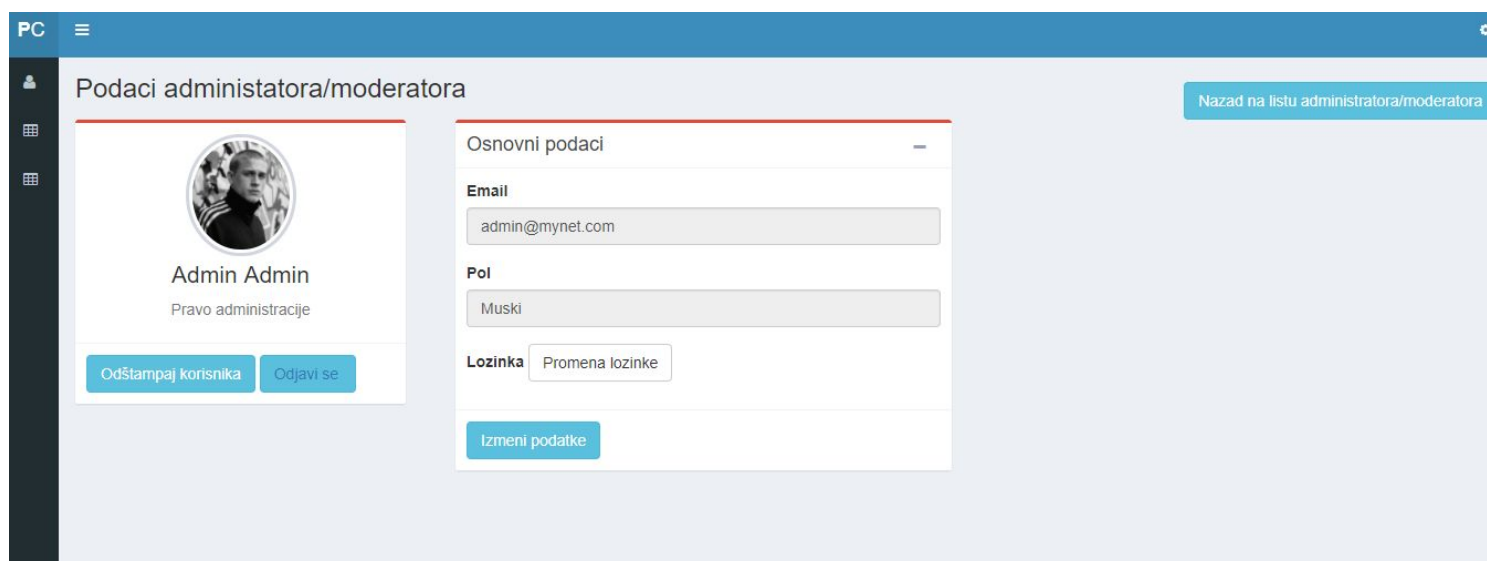 PC
Podaci administatora/moderatora
Nazad na listu administratora/moderatora
Admin Admin
Pravo administracije
Odštampaj korisnika Odjavi se
Osnovni podaci
Email
admin@mynet.com
Pol
Muski
Lozinka Promena lozinke
Izmeni podatke